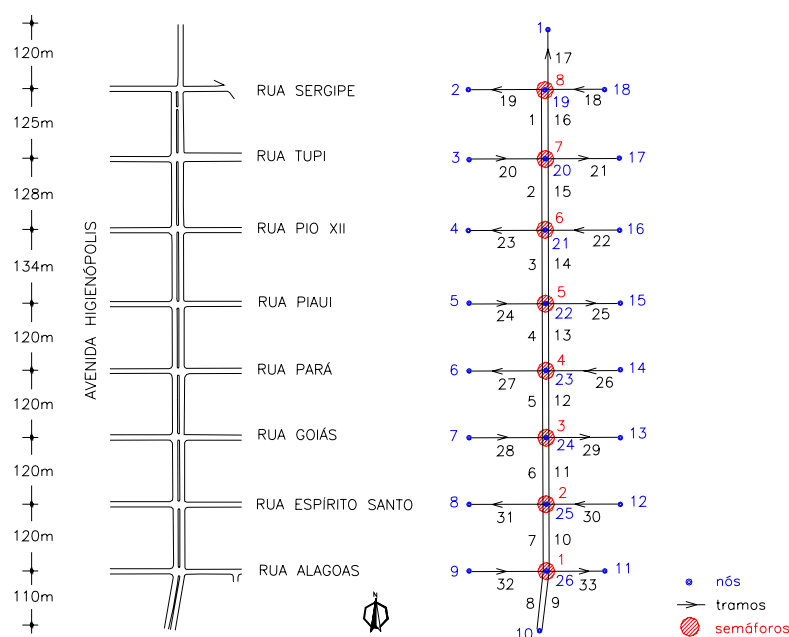 120m
125m
128m
134m
120m
120m
120m
120m
110m
AVENIDA HIGIENÓPOLIS
RUA SERGIPE
RUA TUPI
RUA PIO XII
RUA PIAUI
RUA PARÁ
RUA GOIÁS
RUA ESPÍRITO SANTO
RUA ALAGOAS
N
1
17
2 19 8 19 18 18
1 16
3 20 7 20 21 17
2 15
4 23 6 21 22 16
3 14
5 24 5 22 25 15
4 13
6 27 4 23 26 14
5 12
7 28 3 24 29 13
6 11
8 31 2 25 30 12
7 10
9 32 1 26 33 11
8 9
10
nós
tramos
semáforos